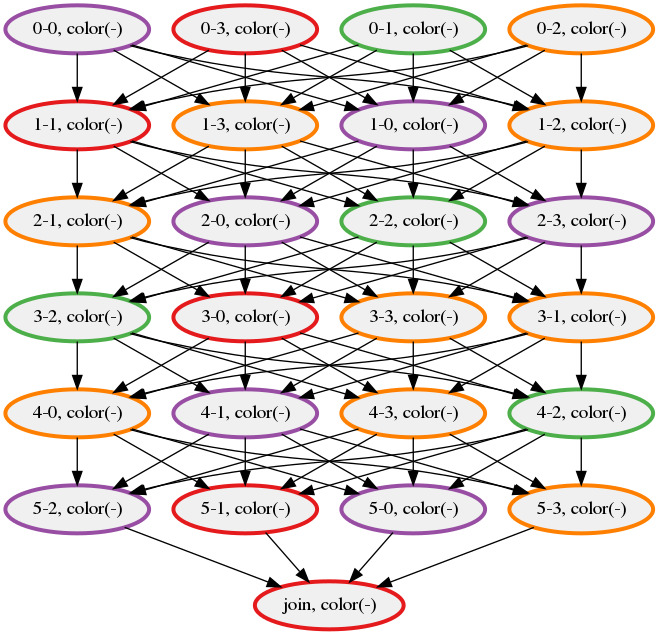 0-0, color(-)
0-3, color(-)
0-1, color(-)
0-2, color(-)
1-1, color(-)
1-3, color(-)
1-0, color(-)
1-2, color(-)
2-1, color(-)
2-0, color(-)
2-2, color(-)
2-3, color(-)
3-2, color(-)
3-0, color(-)
3-3, color(-)
3-1, color(-)
4-0, color(-)
4-1, color(-)
4-3, color(-)
4-2, color(-)
5-2, color(-)
5-1, color(-)
5-0, color(-)
5-3, color(-)
join, color(-)